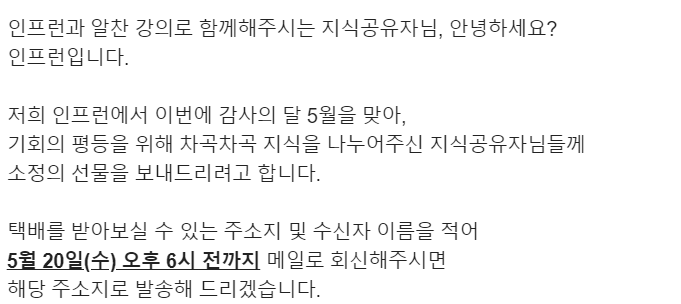 인프런과 알찬 강의로 함께해주시는 지식공유자님, 안녕하세요?
인프런입니다.
저희 인프런에서 이번에 감사의 달 5월을 맞아,
기회의 평등을 위해 차곡차곡 지식을 나누어주신 지식공유자님들께
소정의 선물을 보내드리려고 합니다.
택배를 받아보실 수 있는 주소지 및 수신자 이름을 적어
5월 20일(수) 오후 6시 전까지 메일로 회신해주시면
해당 주소지로 발송해 드리겠습니다.